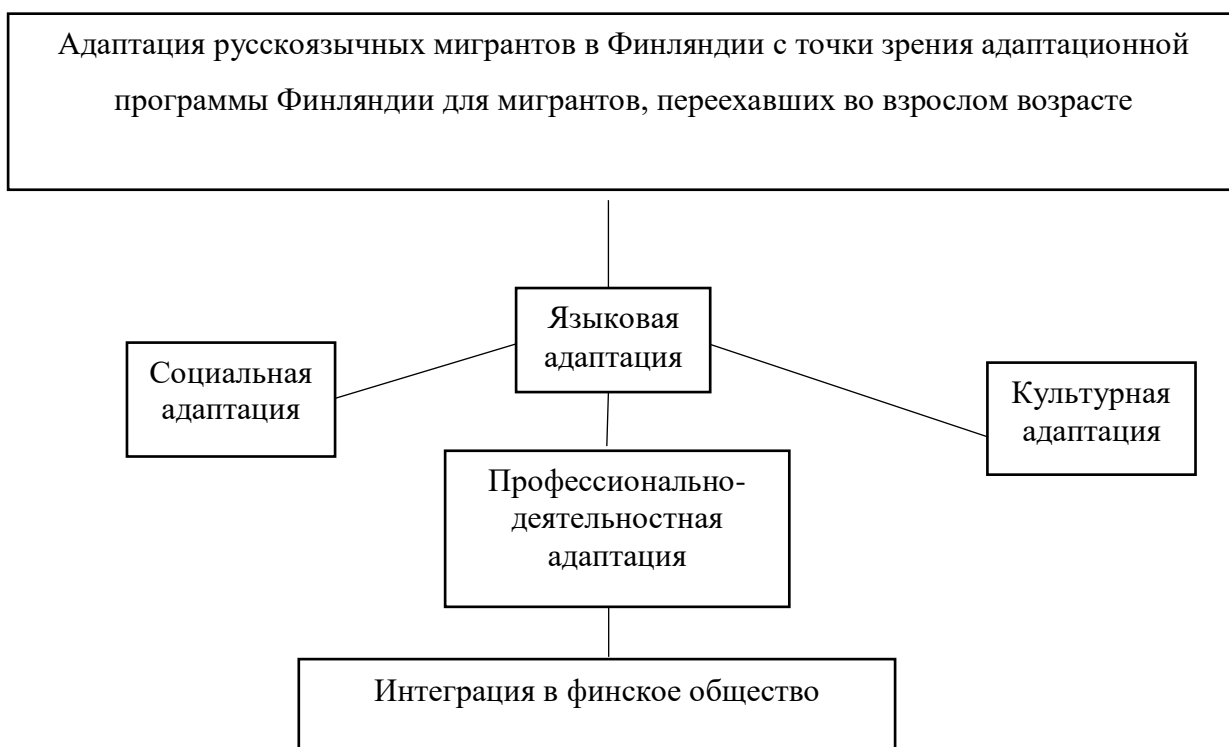 Адаптация русскоязычных мигрантов в Финляндии с точки зрения адаптационной
программы Финляндии для мигрантов, переехавших во взрослом возрасте
Языковая
адаптация
Социальная
адаптация
Культурная
адаптация
Профессионально-
деятельностная
адаптация
Интеграция в финское общество